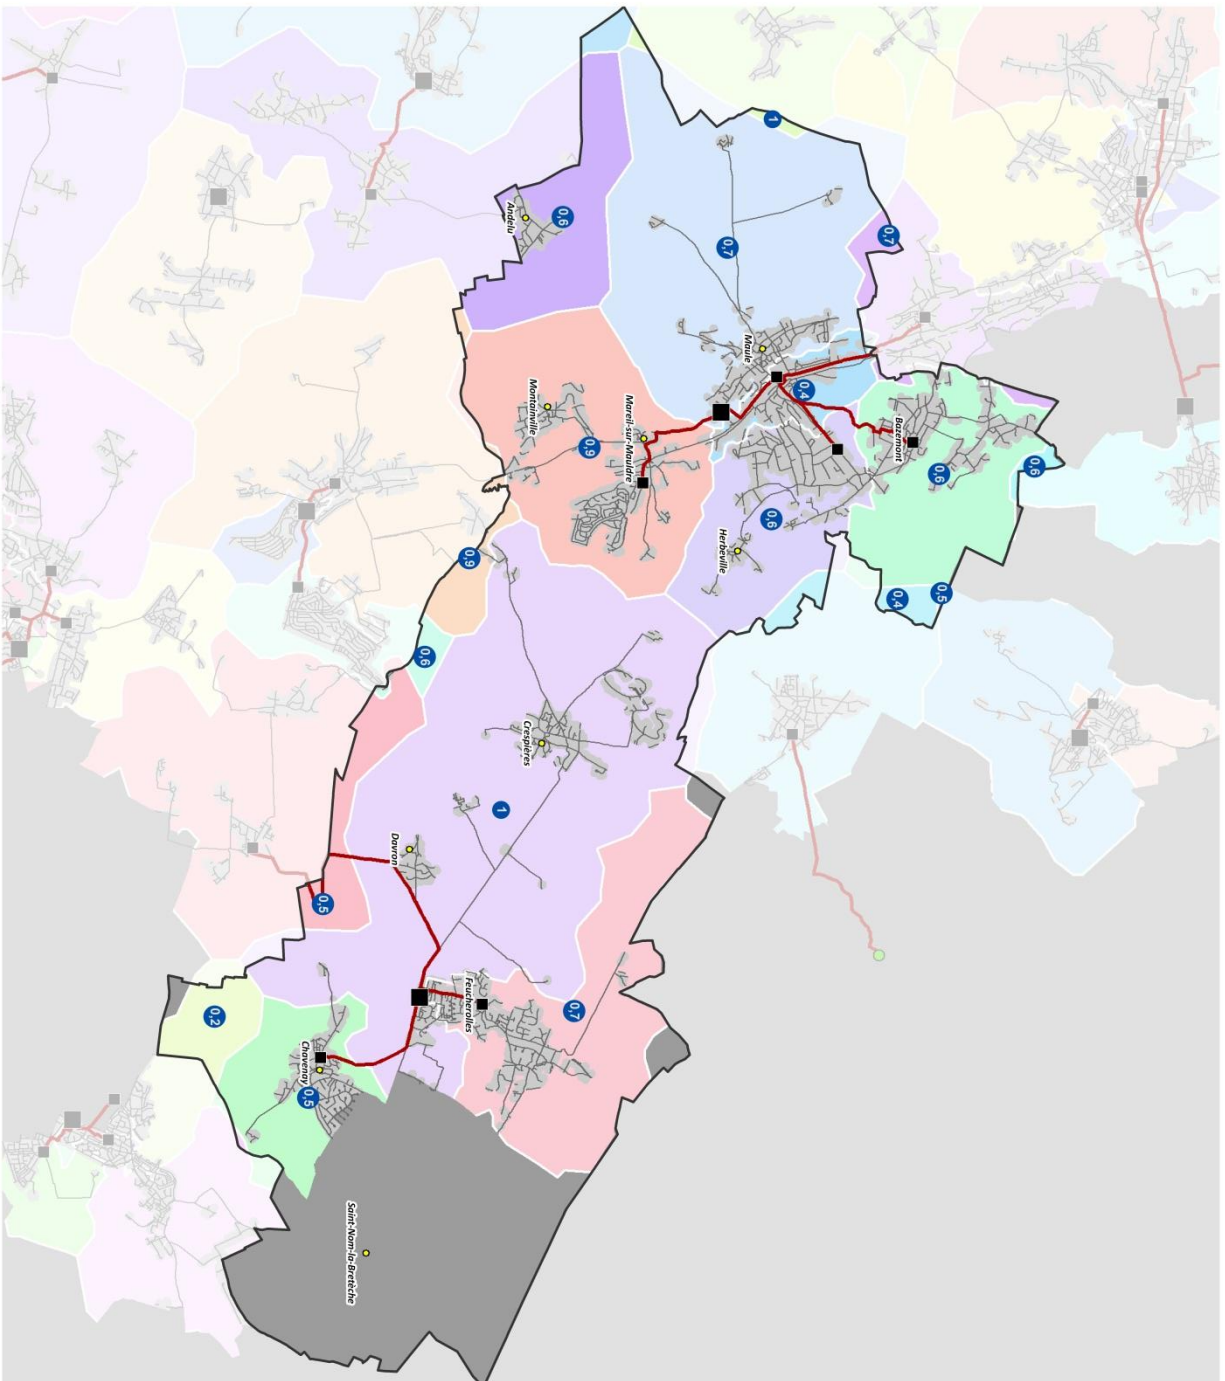 0,6
0,5
0,6
Bazemont
0,4
0,7
0,4
1
0,6
Maule
0,7
Herbeville
Mareil-sur-Mauldre
0,9
0,7
0,6
Montainville
Crespières
Andelu
1
0,9
Feucherolles
0,6
Davron
Saint-Nom-la-Bretèche
0,5
0,5
Chavenay
0,2